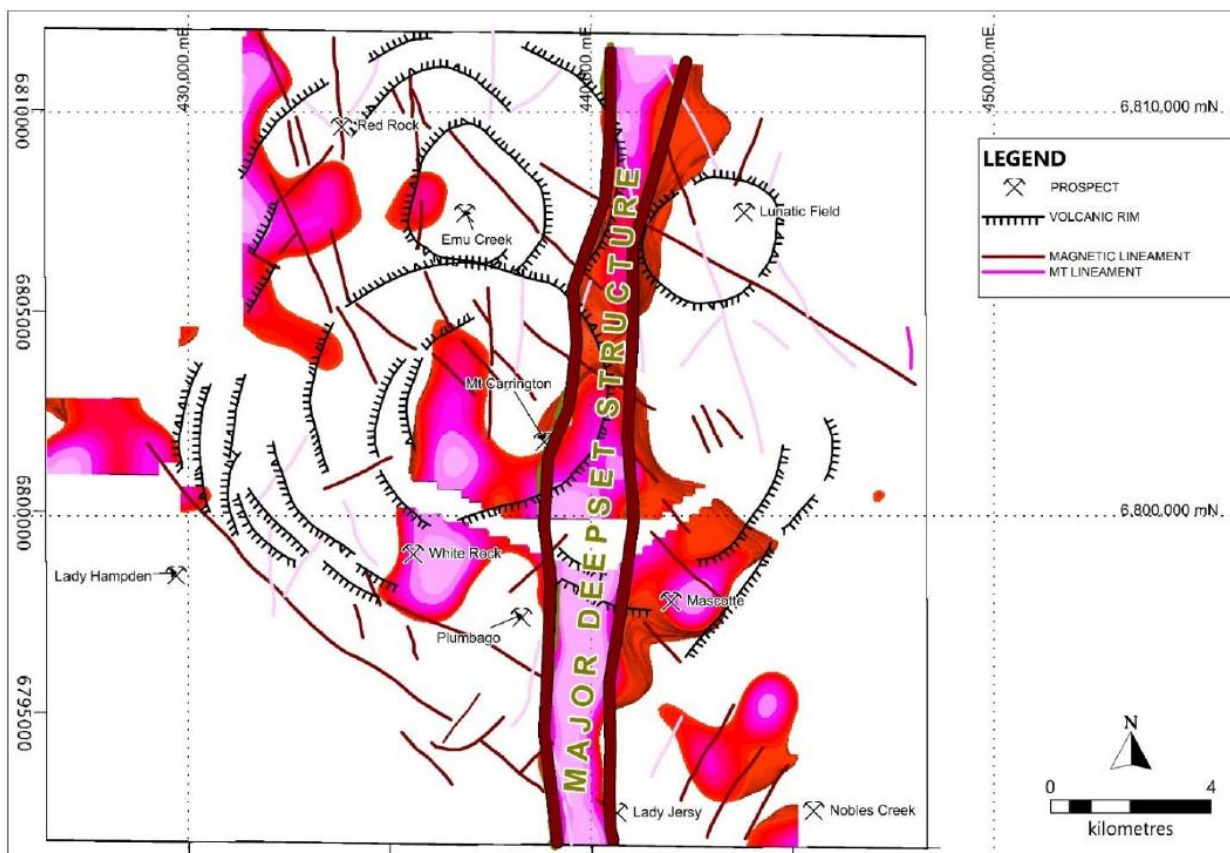 430,000 mE
440,000 mE
450,000 mE
6810000
6,810,000 mN
Red Rock
LEGEND
PROSPECT
VOLCANIC RIM
MAGNETIC LINEAMENT
MT LINEAMENT
Lunatic Field
Emu Creek
6805000
Mt Carrington
MAJOR DEEPSET STRUCTURE
6800000
6,800,000 mN
White Rock
Lady Hampden
Mascotte
Plumbago
6795000
N
0 4
kilometres
Lady Jersy
Nobles Creek